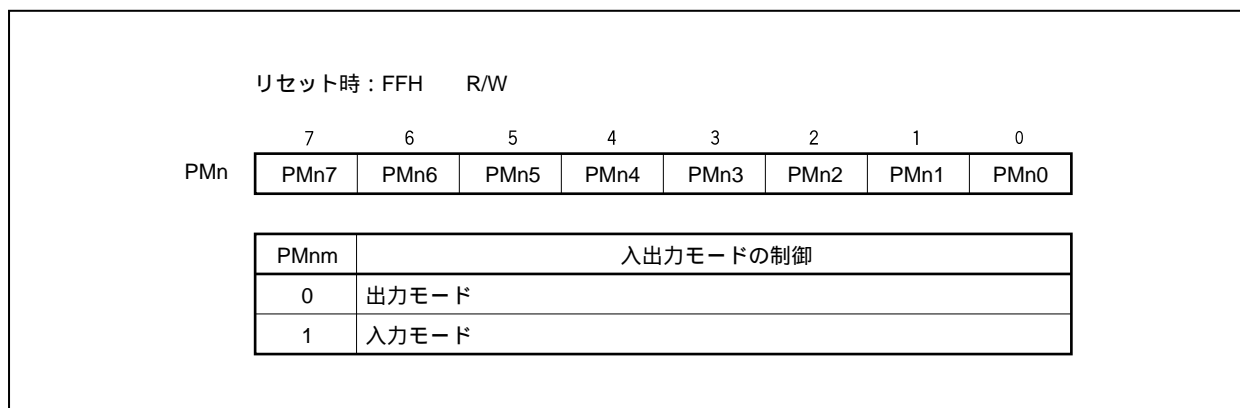 リセット時：FFH R/W
7 6 5 4 3 2 1 0
PMn PMn7 PMn6 PMn5 PMn4 PMn3 PMn2 PMn1 PMn0
PMnm 入出力モードの制御
0 出力モード
1 入力モード